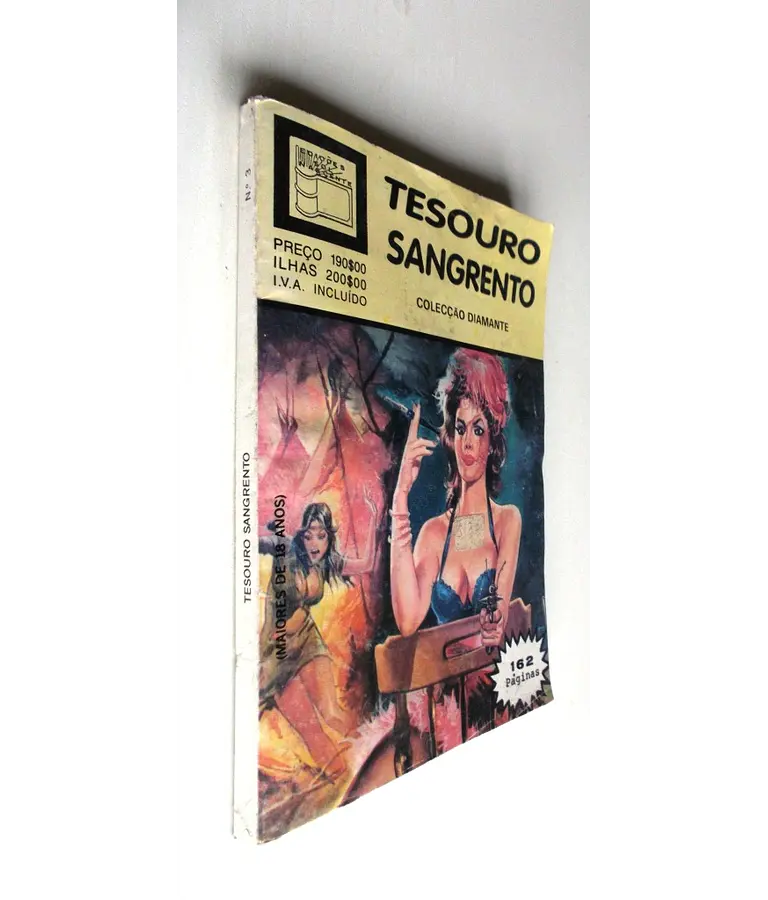 Nº 3
TESOURO SANGRENTO
EDIÇÕES
PREÇO 190$00
ILHAS 200$00
I.V.A. INCLUÍDO
TESOURO
SANGRENTO
COLECÇÃO DIAMANTE
(MAIORES DE 18 ANOS)
162
Páginas